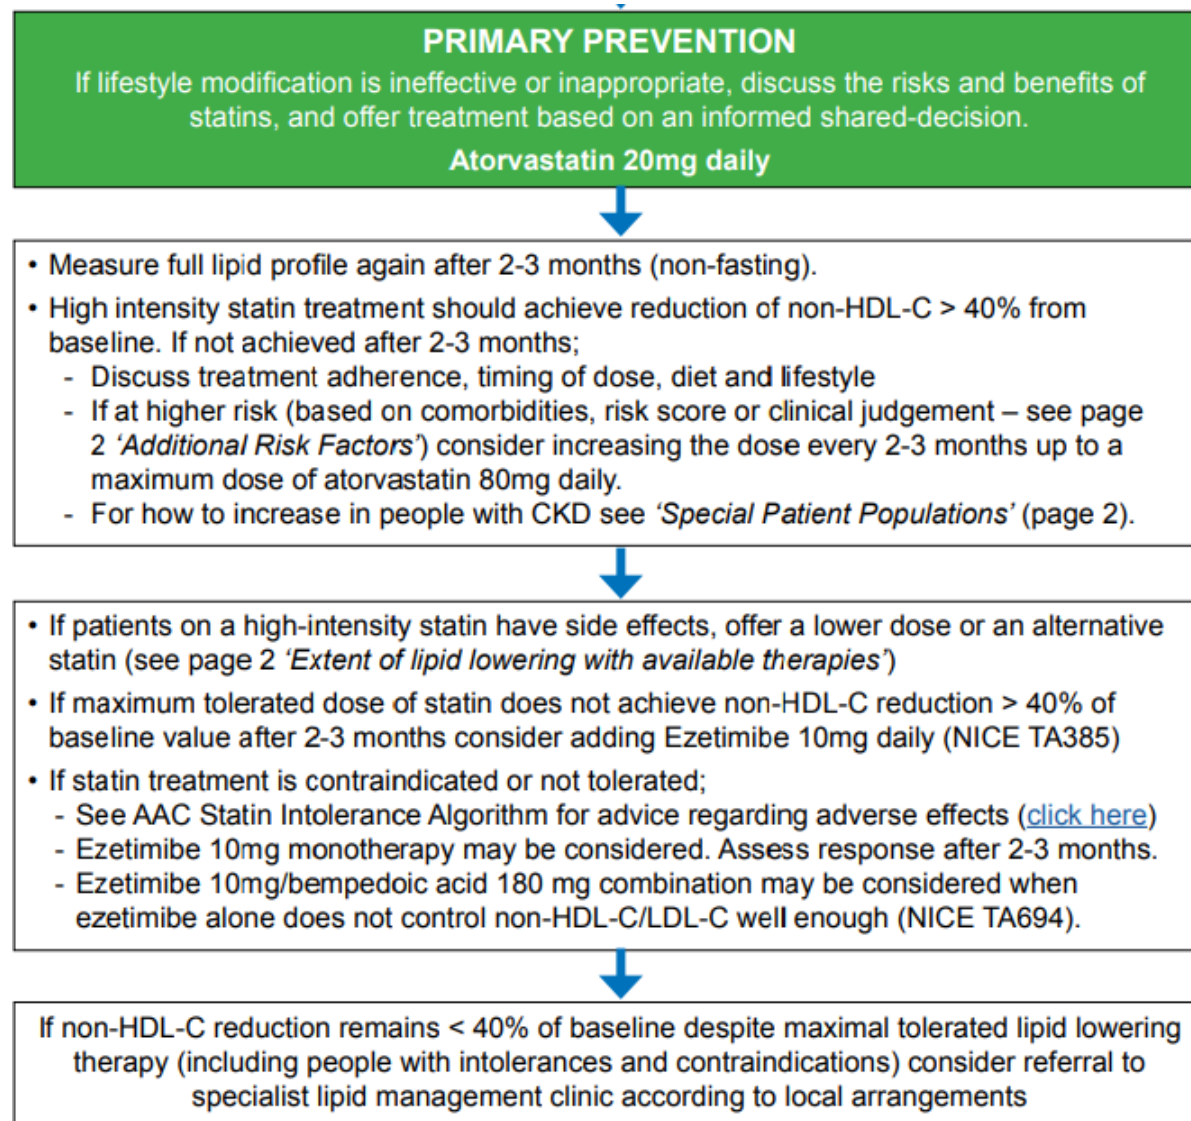 PRIMARY PREVENTION
If lifestyle modification is ineffective or inappropriate, discuss the risks and benefits of
statins, and offer treatment based on an informed shared-decision.
Atorvastatin 20mg daily
• Measure full lipid profile again after 2-3 months (non-fasting).
• High intensity statin treatment should achieve reduction of non-HDL-C > 40% from
baseline. If not achieved after 2-3 months;
- Discuss treatment adherence, timing of dose, diet and lifestyle
- If at higher risk (based on comorbidities, risk score or clinical judgement – see page
2 ‘Additional Risk Factors’) consider increasing the dose every 2-3 months up to a
maximum dose of atorvastatin 80mg daily.
- For how to increase in people with CKD see ‘Special Patient Populations’ (page 2).
• If patients on a high-intensity statin have side effects, offer a lower dose or an alternative
statin (see page 2 ‘Extent of lipid lowering with available therapies’)
• If maximum tolerated dose of statin does not achieve non-HDL-C reduction > 40% of
baseline value after 2-3 months consider adding Ezetimibe 10mg daily (NICE TA385)
• If statin treatment is contraindicated or not tolerated;
- See AAC Statin Intolerance Algorithm for advice regarding adverse effects (click here)
- Ezetimibe 10mg monotherapy may be considered. Assess response after 2-3 months.
- Ezetimibe 10mg/bempedoic acid 180 mg combination may be considered when
ezetimibe alone does not control non-HDL-C/LDL-C well enough (NICE TA694).
If non-HDL-C reduction remains < 40% of baseline despite maximal tolerated lipid lowering
therapy (including people with intolerances and contraindications) consider referral to
specialist lipid management clinic according to local arrangements